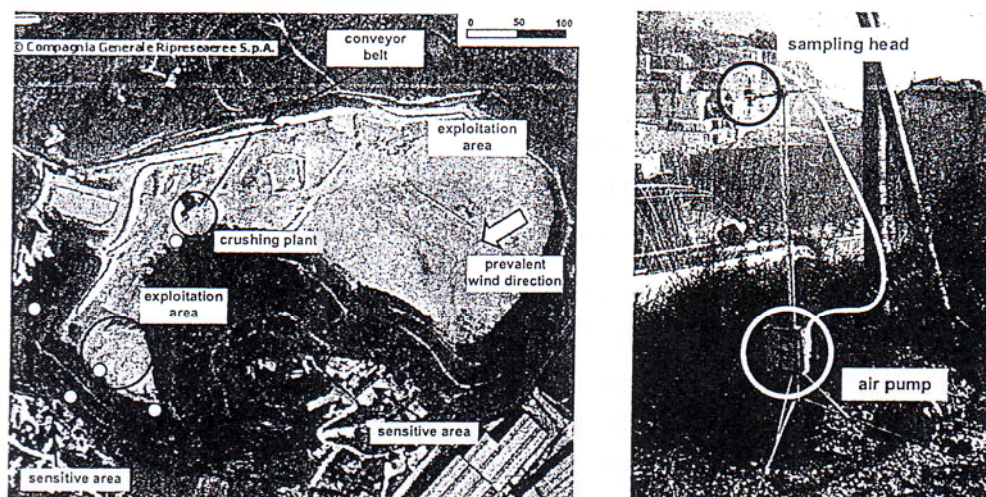 © Compagnia Generale Ripreseaeree S.p.A.
conveyor
belt
0 50 100
exploitation
area
crushing plant
prevalent
wind direction
exploitation
area
sensitive area
sensitive area
sampling head
air pump